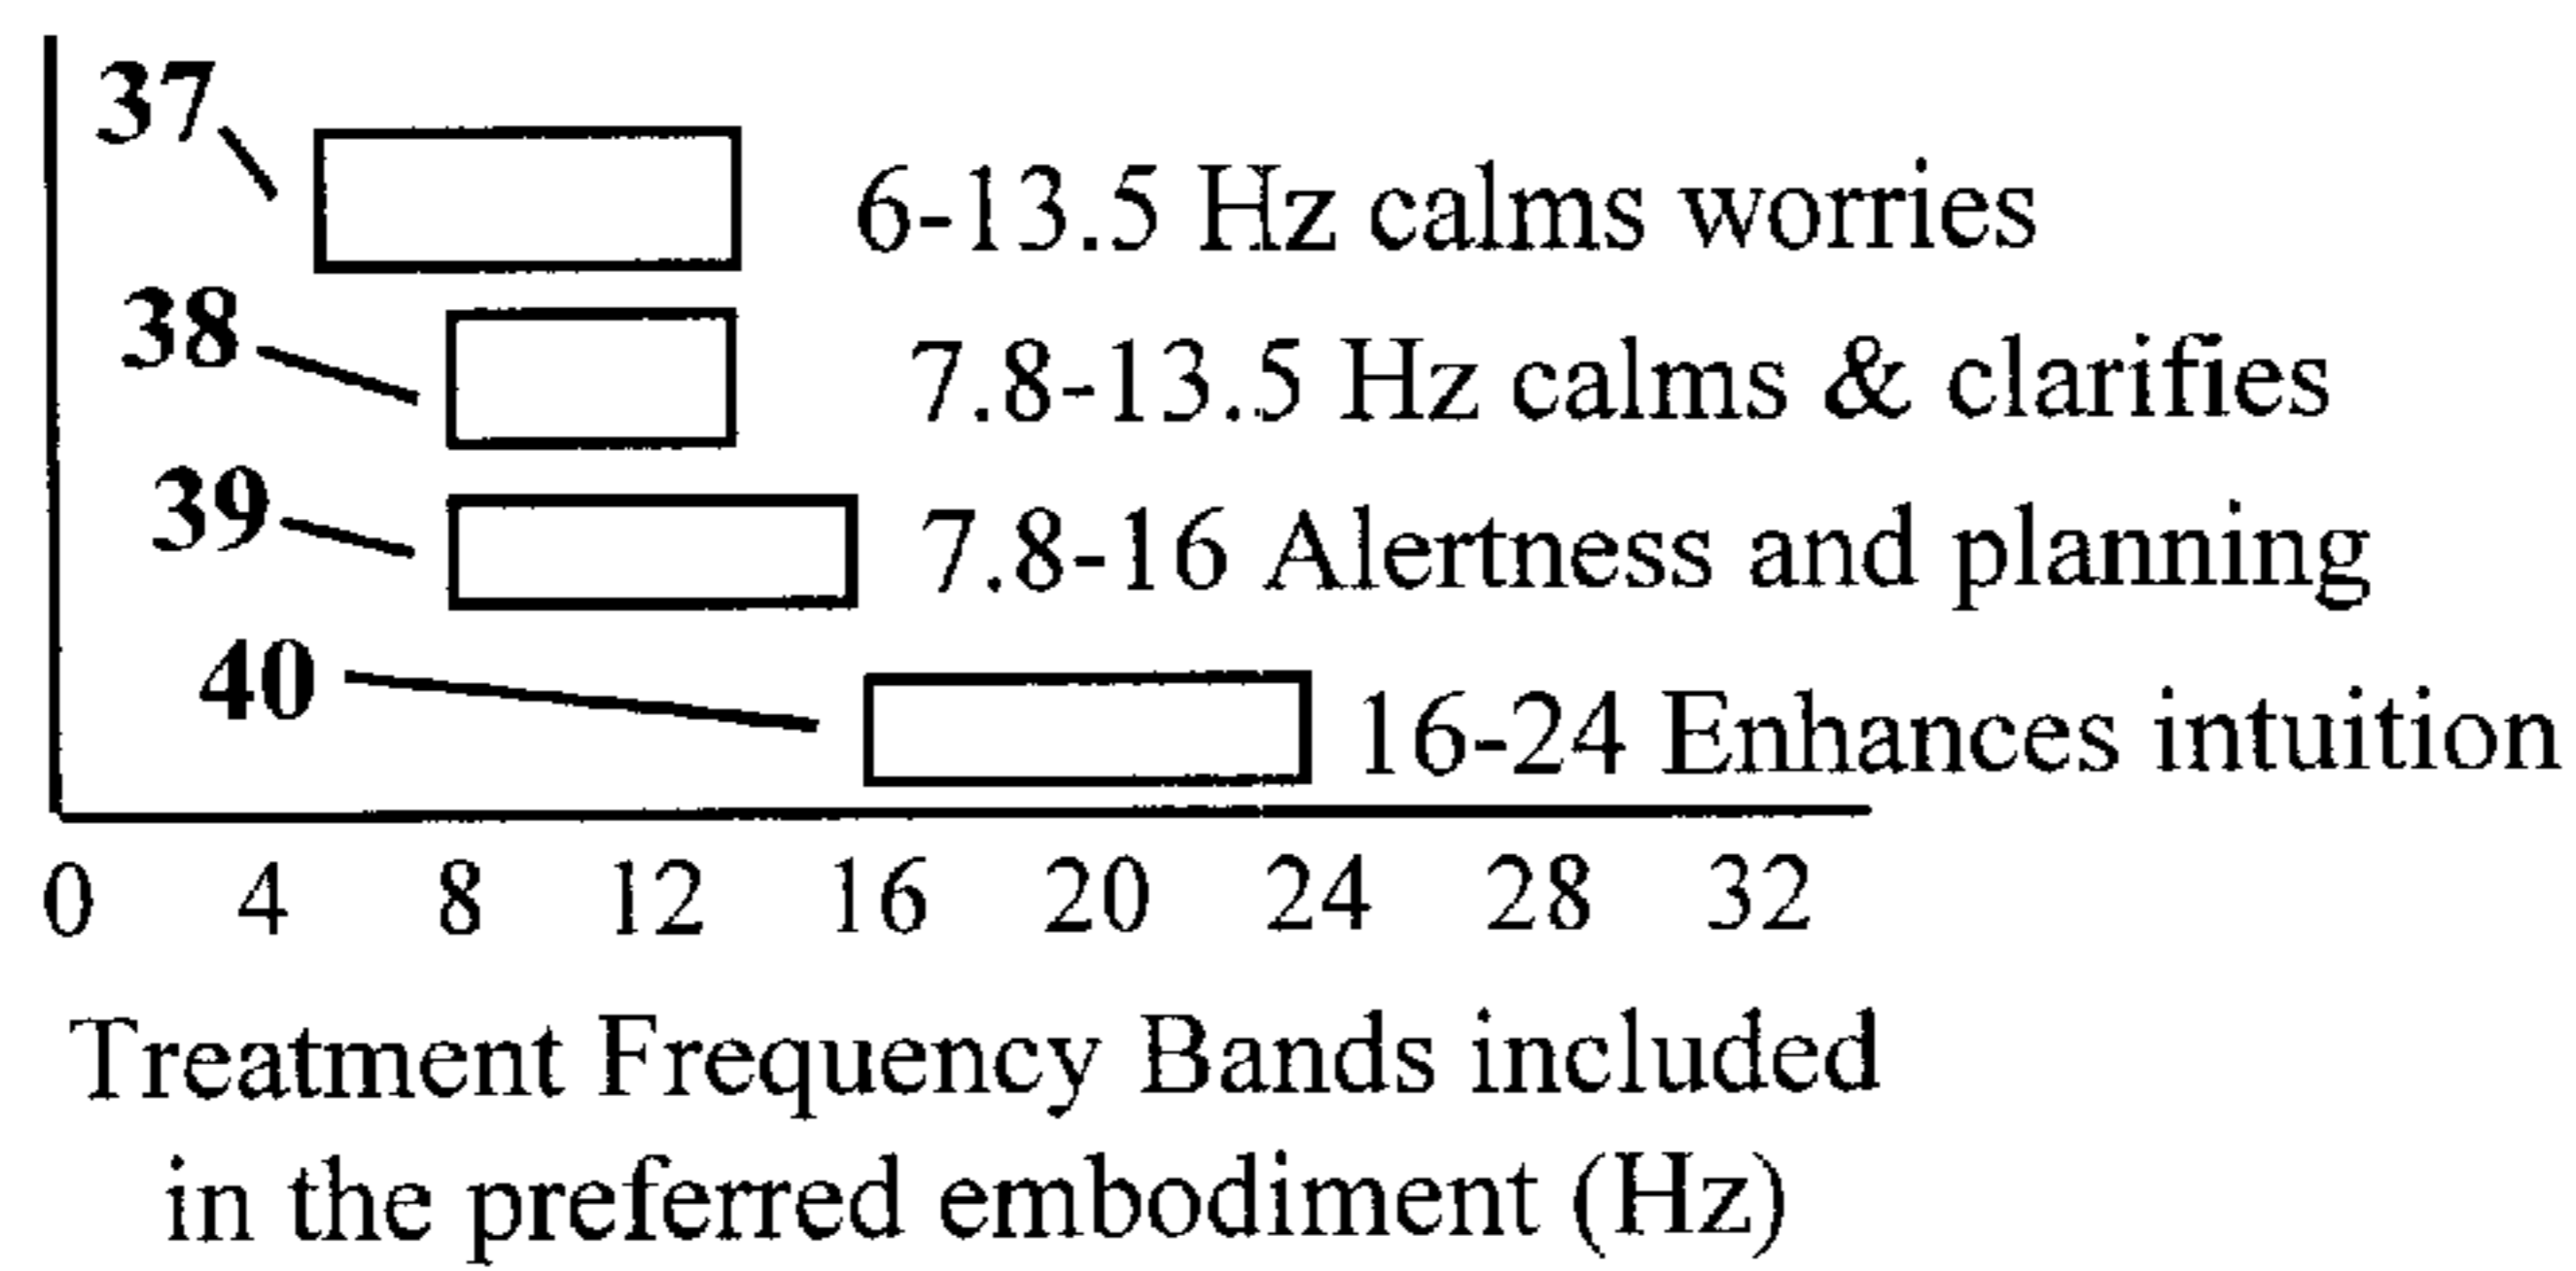 37
6-13.5 Hz calms worries
38
7.8-13.5 Hz calms & clarifies
39
7.8-16 Alertness and planning
40
16-24 Enhances intuition
0 4 8 12 16 20 24 28 32
Treatment Frequency Bands included
in the preferred embodiment (Hz)